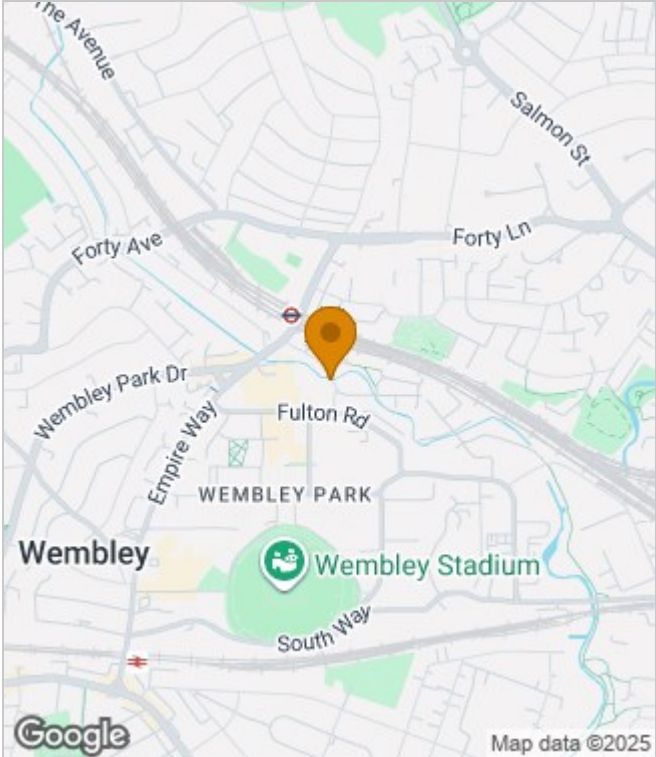 The Avenue
Salmon St
Forty Ave
Forty Ln
Wembley Park Dr
Empire Way
Fulton Rd
WEMBLEY PARK
Wembley
Wembley Stadium
South Way
Google
Map data ©2025